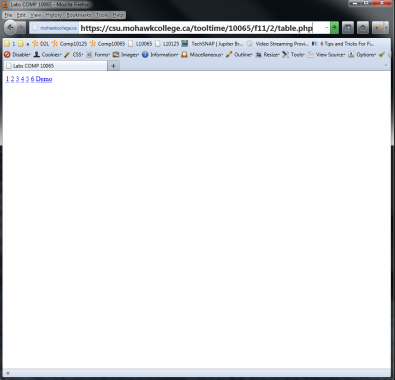 Labs COMP 10065 - Mozilla Firefox
File Edit View History Bookmarks Tools Help
mohawkcollege.ca https://csu.mohawkcollege.ca/tooltime/10065/f11/2/table.php
D2L Comp10125 Comp10065 L10065 L10125 TechSNAP | Jupiter Br... Video Streaming Provi... 6 Tips and Tricks For Fi...
Disable Cookies CSS Forms Images Information Miscellaneous Outline Resize Tools View Source Options
Labs COMP 10065 +
1 2 3 4 5 6 Demo